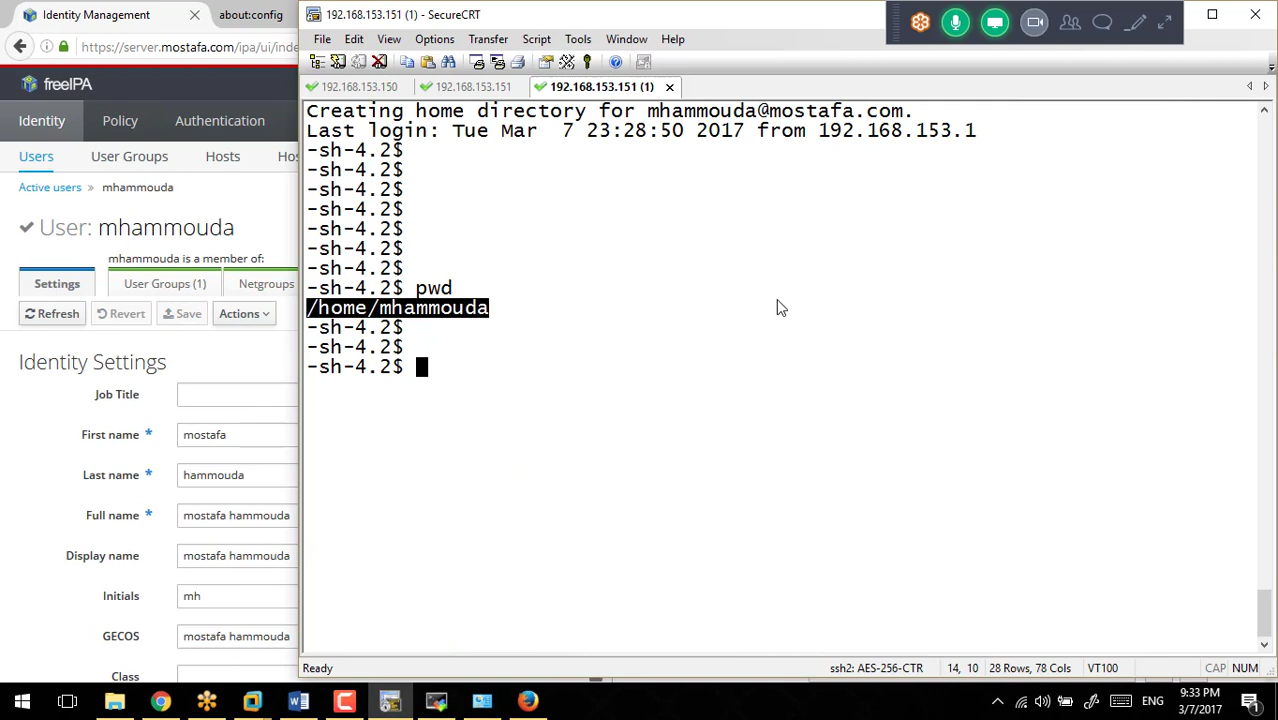 Identity Management
about:config
https://server.mostafa.com/ipa/ui/inde
freeIPA
Identity
Policy
Authentication
Users
User Groups
Hosts
Active users » mhammouda
User: mhammouda
mhammouda is a member of:
Settings
User Groups (1)
Netgroups
Refresh
Revert
Save
Actions
Identity Settings
Job Title
First name * mostafa
Last name * hammouda
Full name * mostafa hammouda
Display name mostafa hammouda
Initials mh
GECOS mostafa hammouda
Class
192.168.153.151 (1) - SecureCRT
File Edit View Options Transfer Script Tools Window Help
192.168.153.150
192.168.153.151
192.168.153.151 (1)
Creating home directory for mhammouda@mostafa.com.
Last login: Tue Mar  7 23:28:50 2017 from 192.168.153.1
-sh-4.2$
-sh-4.2$
-sh-4.2$
-sh-4.2$
-sh-4.2$
-sh-4.2$
-sh-4.2$
-sh-4.2$ pwd
/home/mhammouda
-sh-4.2$
-sh-4.2$
-sh-4.2$
Ready
ssh2: AES-256-CTR
14, 10
28 Rows, 78 Cols
VT100
CAP
NUM
ENG
9:33 PM
3/7/2017
1